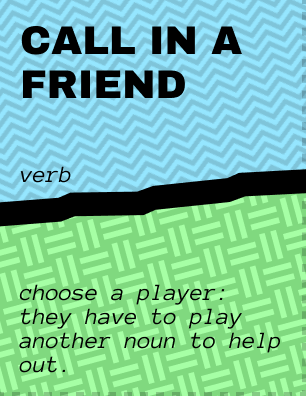 CALL IN A
FRIEND
verb
choose a player:
they have to play
another noun to help
out.